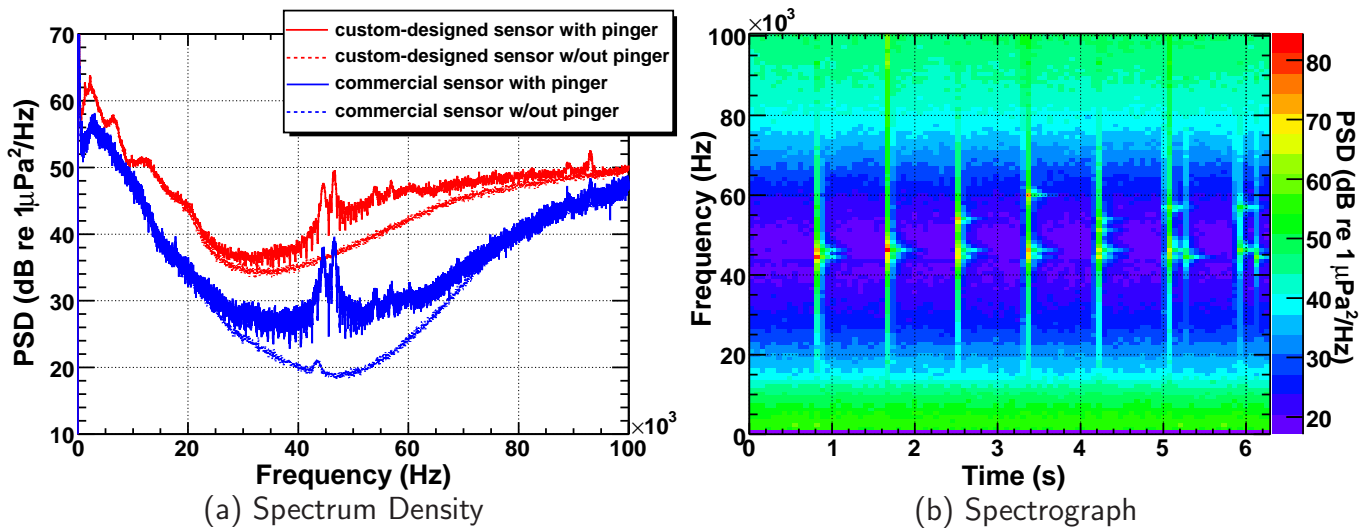 custom-designed sensor with pinger
custom-designed sensor w/out pinger
commercial sensor with pinger
commercial sensor w/out pinger
PSD (dB re 1μPa²/Hz)
70
60
50
40
30
20
10
0 20 40 60 80 100
×10³
Frequency (Hz)
(a) Spectrum Density
×10³
Frequency (Hz)
100
80
60
40
20
0
0 1 2 3 4 5 6
Time (s)
80
70
60
50
40
30
20
PSD (dB re 1 μPa²/Hz)
(b) Spectrograph